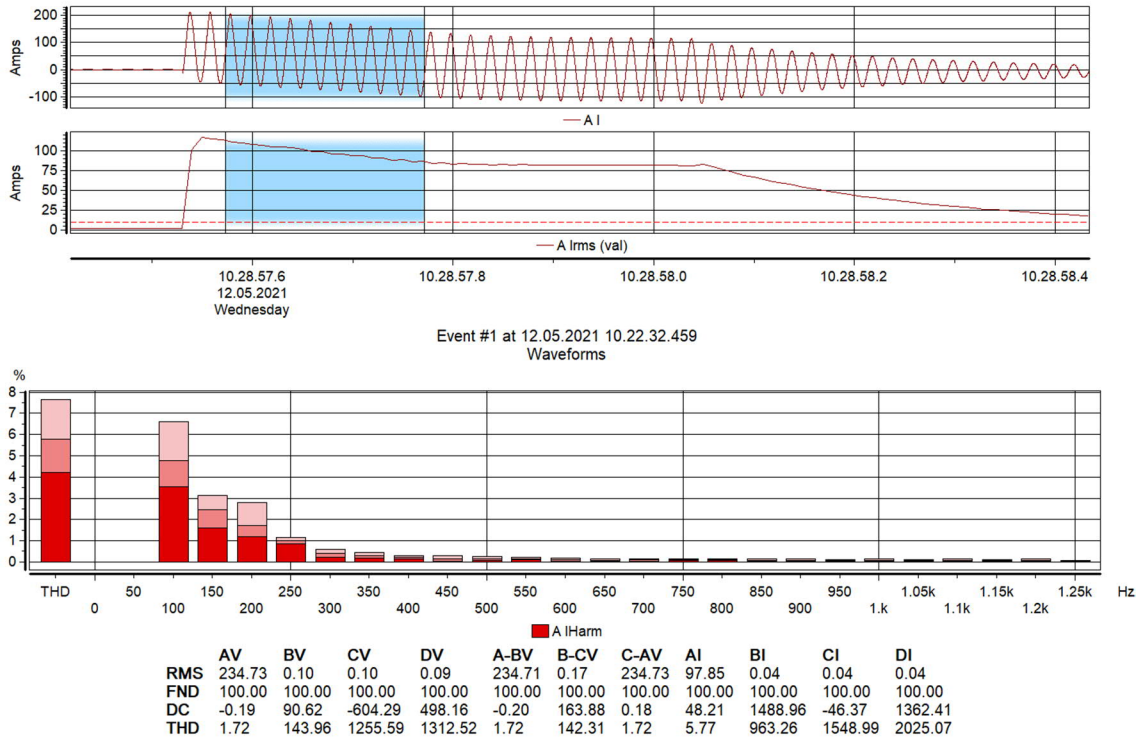 200
100
0
-100
Amps
A I
100
75
50
25
0
Amps
A Irms (val)
10.28.57.6 10.28.57.8 10.28.58.0 10.28.58.2 10.28.58.4
12.05.2021
Wednesday
Event #1 at 12.05.2021 10.22.32.459
Waveforms
%
8
7
6
5
4
3
2
1
0
THD 50 150 250 350 450 550 650 750 850 950 1.05k 1.15k 1.25k Hz
0 100 200 300 400 500 600 700 800 900 1.k 1.1k 1.2k
A IHarm
AV BV CV DV A-BV B-CV C-AV AI BI CI DI
RMS 234.73 0.10 0.10 0.09 234.71 0.17 234.73 97.85 0.04 0.04 0.04
FND 100.00 100.00 100.00 100.00 100.00 100.00 100.00 100.00 100.00 100.00 100.00
DC -0.19 90.62 -604.29 498.16 -0.20 163.88 0.18 48.21 1488.96 -46.37 1362.41
THD 1.72 143.96 1255.59 1312.52 1.72 142.31 1.72 5.77 963.26 1548.99 2025.07